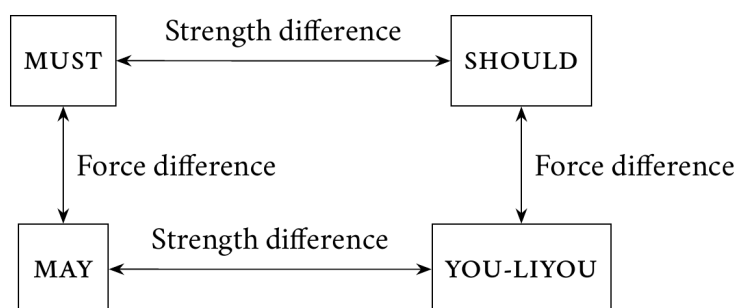 Strength difference
MUST
SHOULD
Force difference
Force difference
Strength difference
MAY
YOU-LIYOU